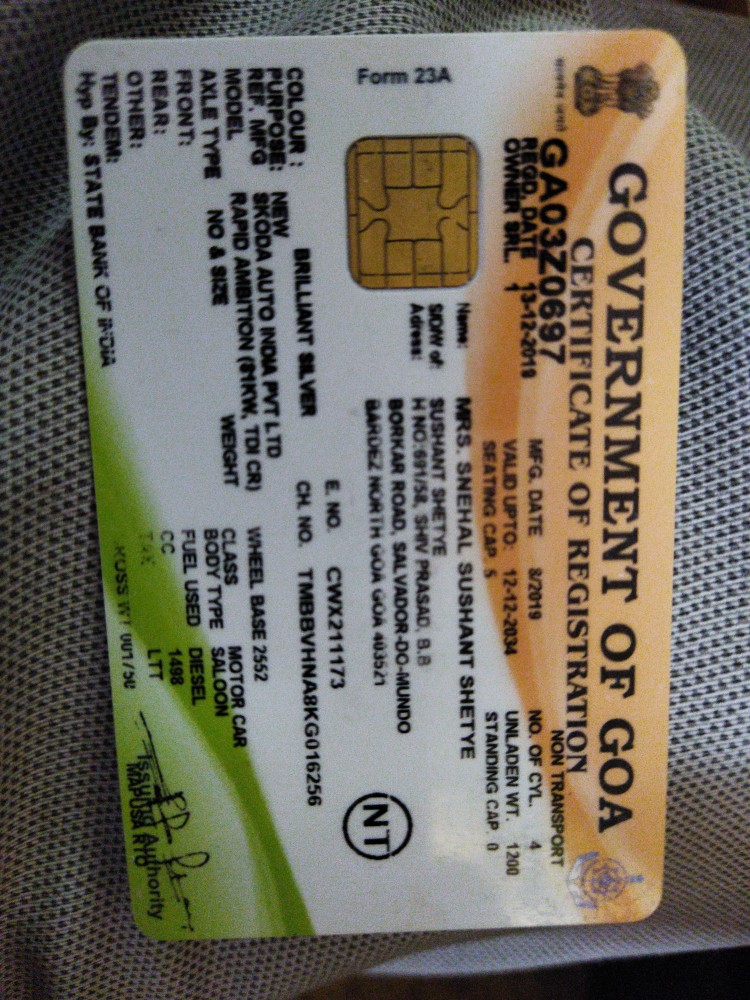 GOVERNMENT OF GOA
CERTIFICATE OF REGISTRATION
NON TRANSPORT
GA03Z0697
REGD. DATE 13-12-2019 MFG. DATE 8/2019 NO. OF CYL. 4
OWNER SRL. 1 VALID UPTO: 12-12-2034 UNLADEN WT. 1200
SEATING CAP 5 STANDING CAP. 0
Form 23A
Name: MRS. SNEHAL SUSHANT SHETYE
S/D/W of: SUSHANT SHETYE
Adress: H NO:691/58, SHIV PRASAD, B.B
BORKAR ROAD, SALVADOR-DO-MUNDO
BARDEZ NORTH GOA GOA 403521
NT
E. NO. CWX211173
COLOUR : BRILLIANT SILVER CH. NO. TMBBVHNA8KG016256
PURPOSE: NEW
REF. MFG SKODA AUTO INDIA PVT LTD WHEEL BASE 2552
MODEL RAPID AMBITION (81KW, TDI CR) CLASS MOTOR CAR
AXLE TYPE NO & SIZE WEIGHT BODY TYPE SALOON
FRONT: FUEL USED DIESEL
REAR: CC 1498
OTHER: LTT
TENDEM:
Hyp By: STATE BANK OF INDIA
Issuing Authority
MAPUSA RTO